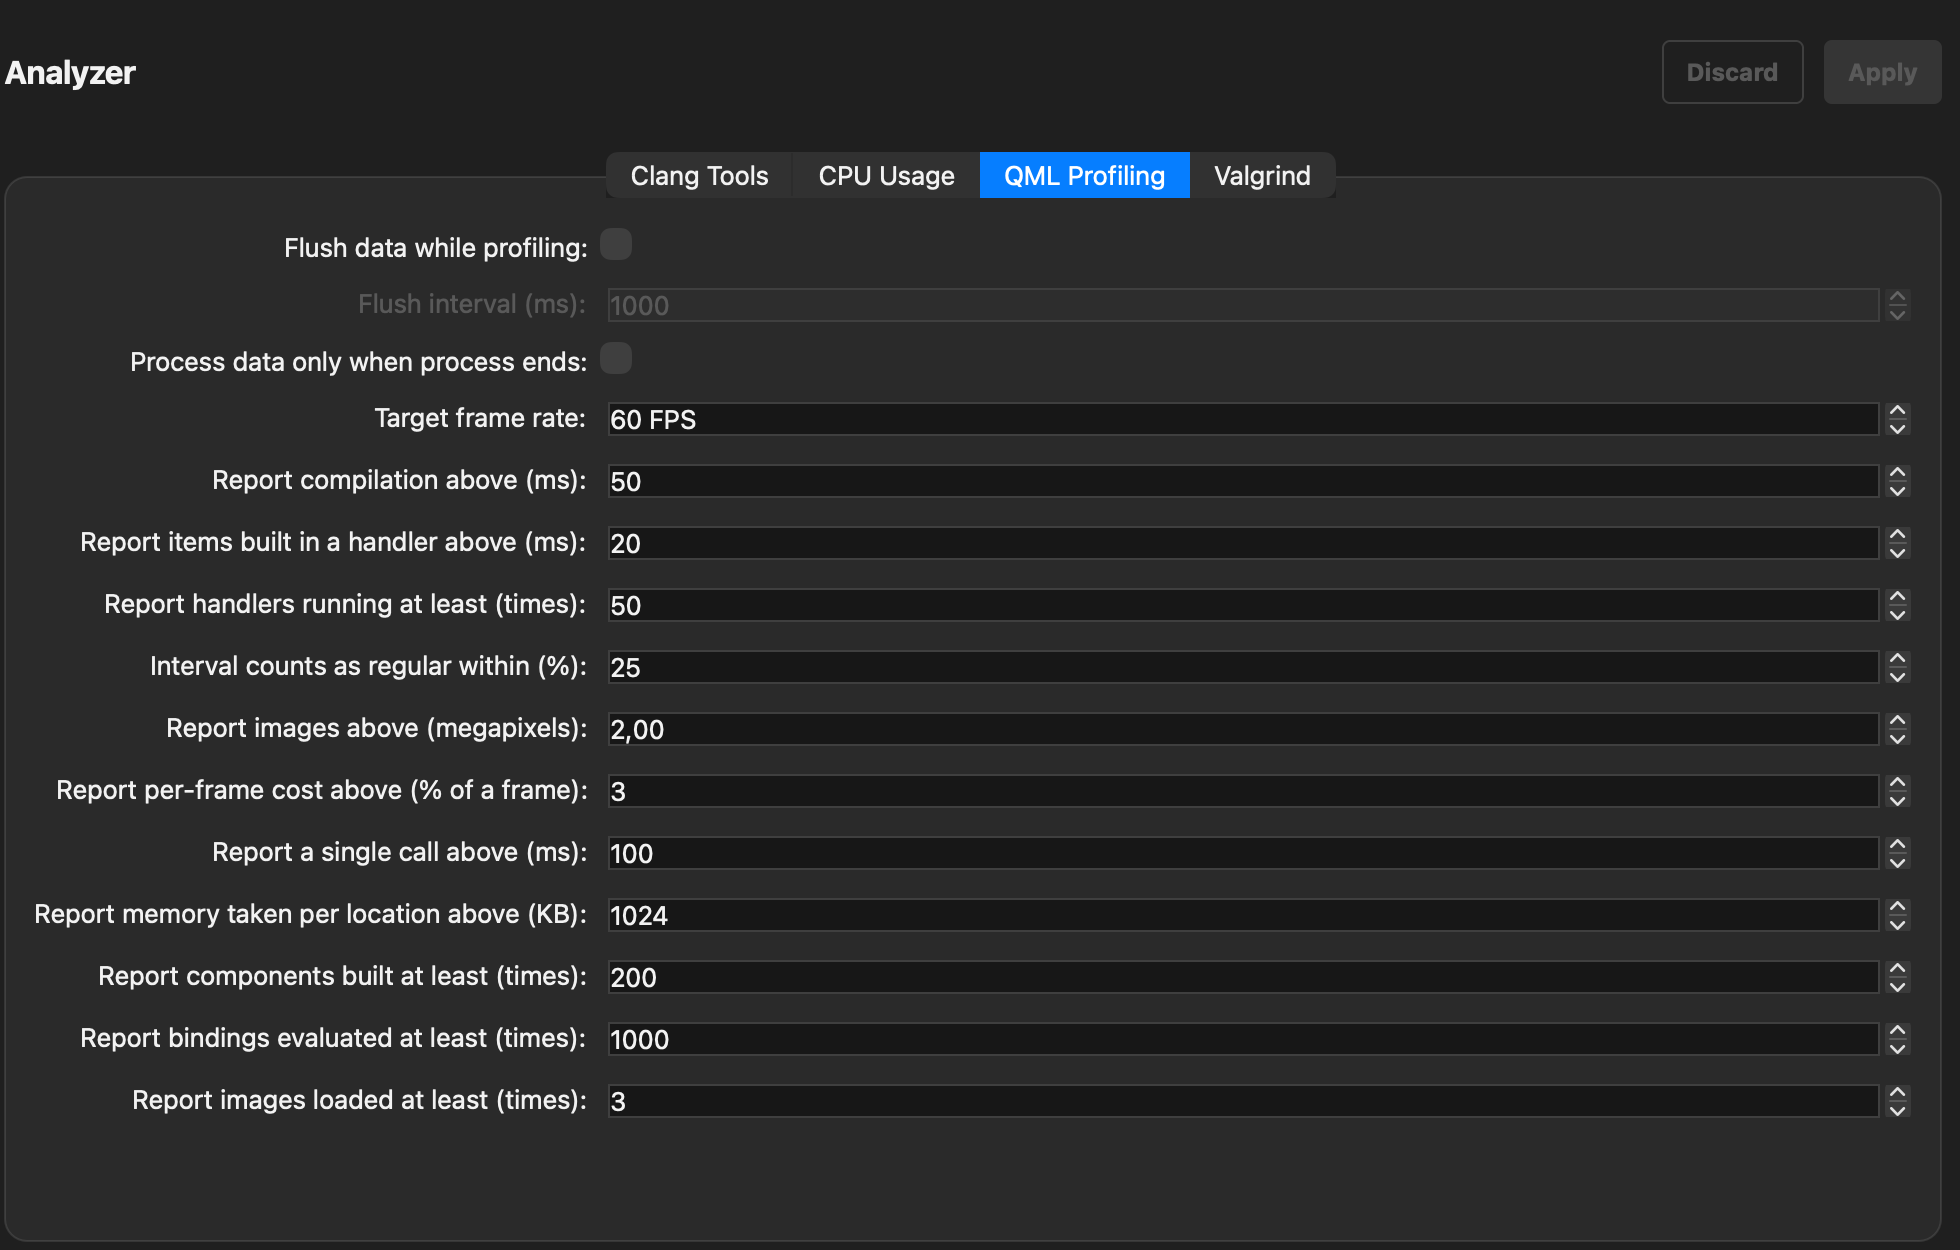 Analyzer
Discard
Apply
Clang Tools
CPU Usage
QML Profiling
Valgrind
Flush data while profiling:
Flush interval (ms): 1000
Process data only when process ends:
Target frame rate: 60 FPS
Report compilation above (ms): 50
Report items built in a handler above (ms): 20
Report handlers running at least (times): 50
Interval counts as regular within (%): 25
Report images above (megapixels): 2,00
Report per-frame cost above (% of a frame): 3
Report a single call above (ms): 100
Report memory taken per location above (KB): 1024
Report components built at least (times): 200
Report bindings evaluated at least (times): 1000
Report images loaded at least (times): 3